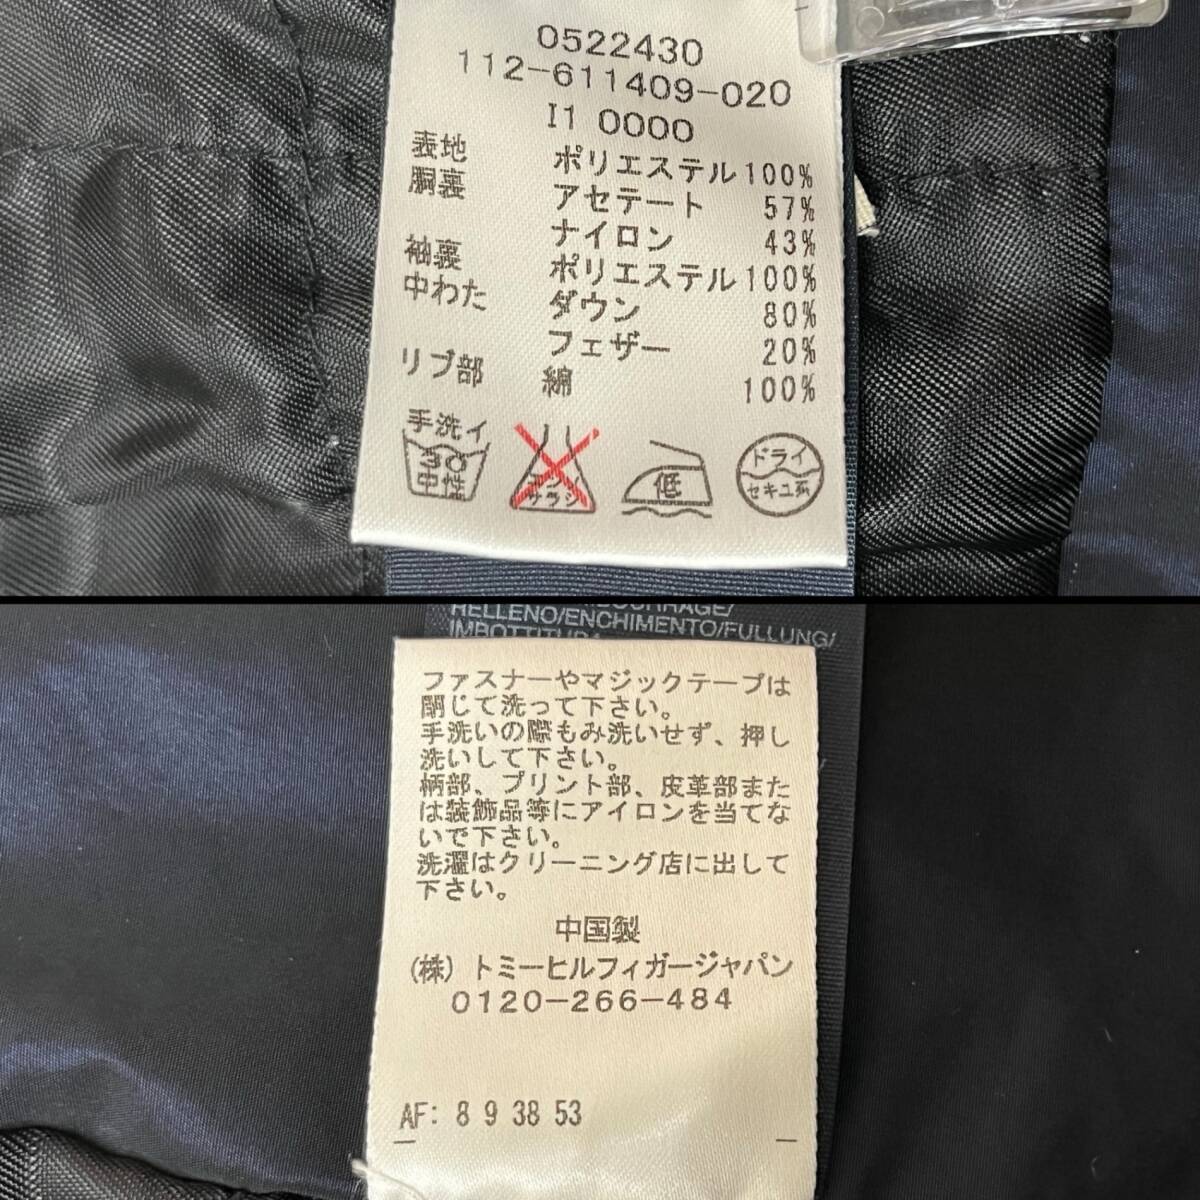 0522430
112-611409-020
I1 0000
表地 ポリエステル 100%
胴裏 アセテート 57%
ナイロン 43%
袖裏 ポリエステル 100%
中わた ダウン 80%
フェザー 20%
リブ部 綿 100%
手洗イ
30
中性
エンソ
サラシ
低
ドライ
セキユ系
HELLENO/ENCHIMENTO/FULLUNG/
IMBOTTITURA
ファスナーやマジックテープは
閉じて洗って下さい。
手洗いの際もみ洗いせず、押し
洗いして下さい。
柄部、プリント部、皮革部また
は装飾品等にアイロンを当てな
いで下さい。
洗濯はクリーニング店に出して
下さい。
中国製
(株)トミーヒルフィガージャパン
0120-266-484
AF: 8 9 38 53